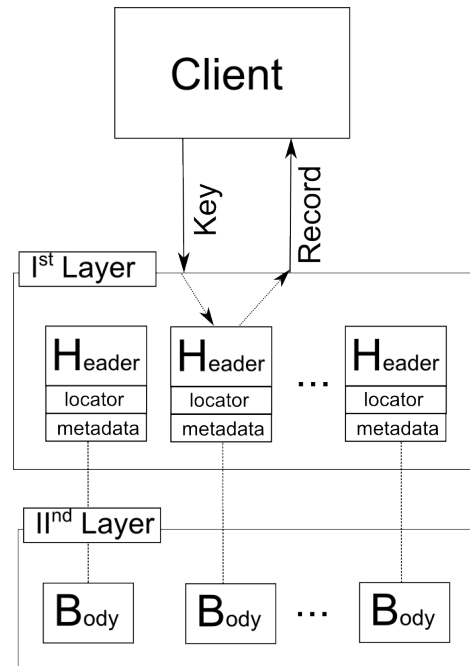 Client
Key
Record
Ist Layer
Header Header ... Header
locator locator locator
metadata metadata metadata
IInd Layer
Body Body ... Body